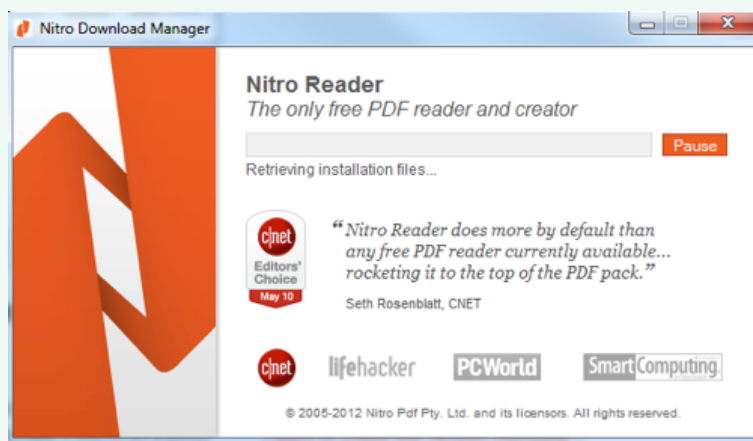 Nitro Download Manager
Nitro Reader
The only free PDF reader and creator
Pause
Retrieving installation files...
c|net
Editors'
Choice
May 10
“Nitro Reader does more by default than
any free PDF reader currently available...
rocketing it to the top of the PDF pack.”
Seth Rosenblatt, CNET
c|net lifehacker PCWorld SmartComputing
© 2005-2012 Nitro Pdf Pty. Ltd. and its licensors. All rights reserved.